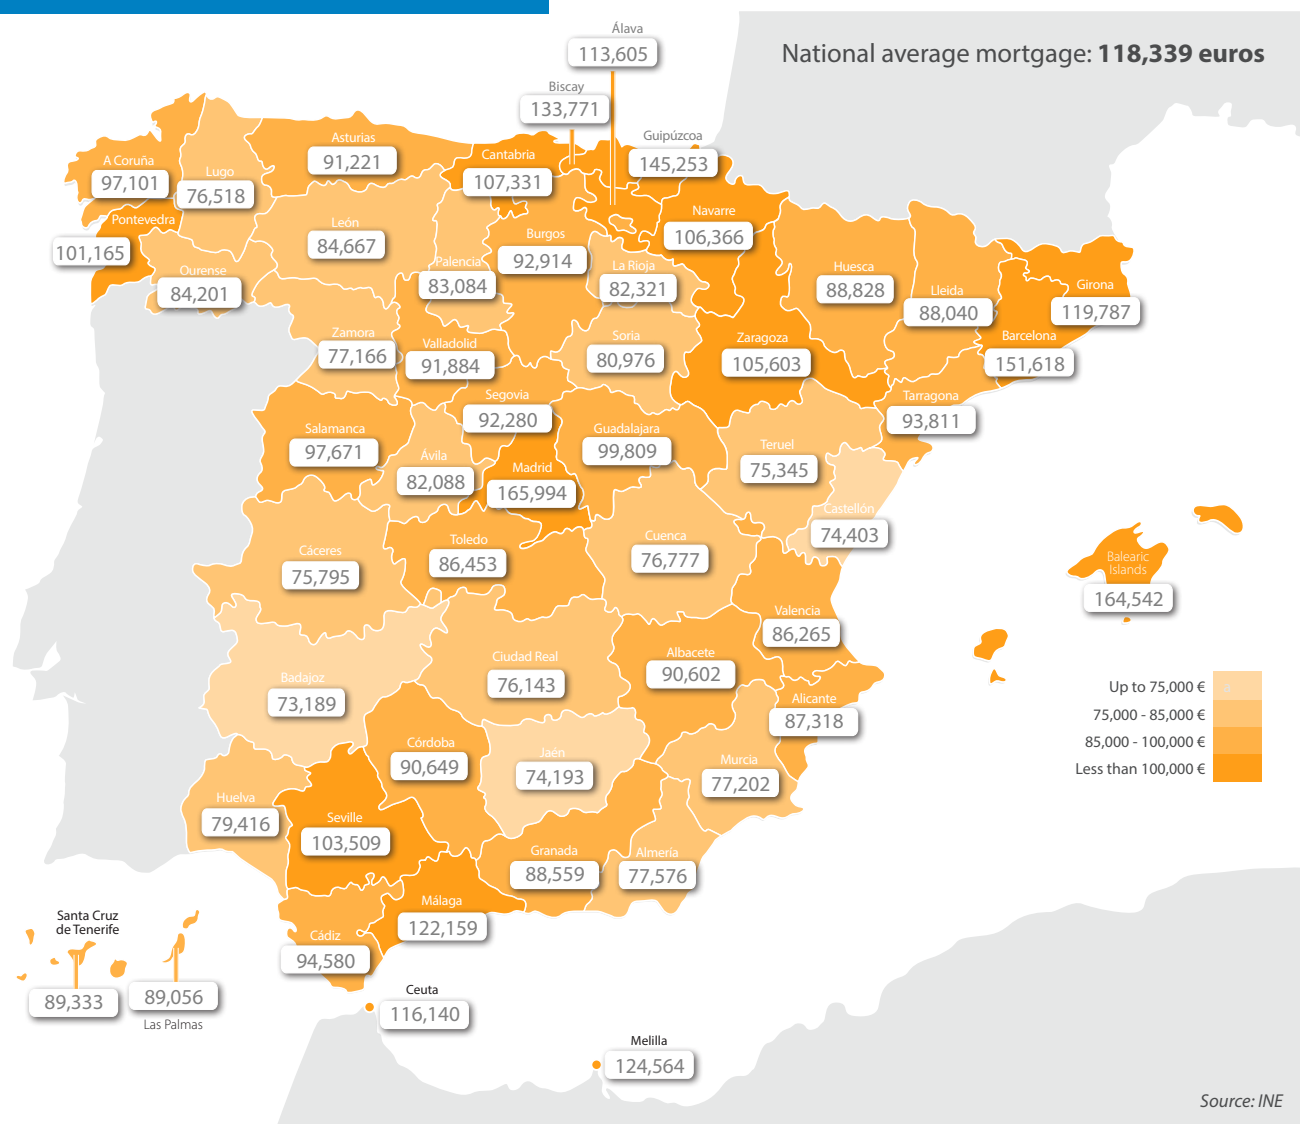 National average mortgage: 118,339 euros
Álava
113,605
Biscay
133,771
Guipúzcoa
145,253
Asturias
91,221
Cantabria
107,331
A Coruña
97,101
Lugo
76,518
Pontevedra
101,165
Ourense
84,201
León
84,667
Palencia
83,084
Burgos
92,914
La Rioja
82,321
Navarre
106,366
Huesca
88,828
Lleida
88,040
Girona
119,787
Barcelona
151,618
Zamora
77,166
Valladolid
91,884
Soria
80,976
Zaragoza
105,603
Tarragona
93,811
Segovia
92,280
Salamanca
97,671
Ávila
82,088
Madrid
165,994
Guadalajara
99,809
Teruel
75,345
Castellón
74,403
Cáceres
75,795
Toledo
86,453
Cuenca
76,777
Valencia
86,265
Balearic
Islands
164,542
Badajoz
73,189
Ciudad Real
76,143
Albacete
90,602
Alicante
87,318
Up to 75,000 €
75,000 - 85,000 €
85,000 - 100,000 €
Less than 100,000 €
Córdoba
90,649
Jaén
74,193
Murcia
77,202
Huelva
79,416
Seville
103,509
Granada
88,559
Almería
77,576
Málaga
122,159
Cádiz
94,580
Santa Cruz
de Tenerife
89,333
89,056
Las Palmas
Ceuta
116,140
Melilla
124,564
Source: INE